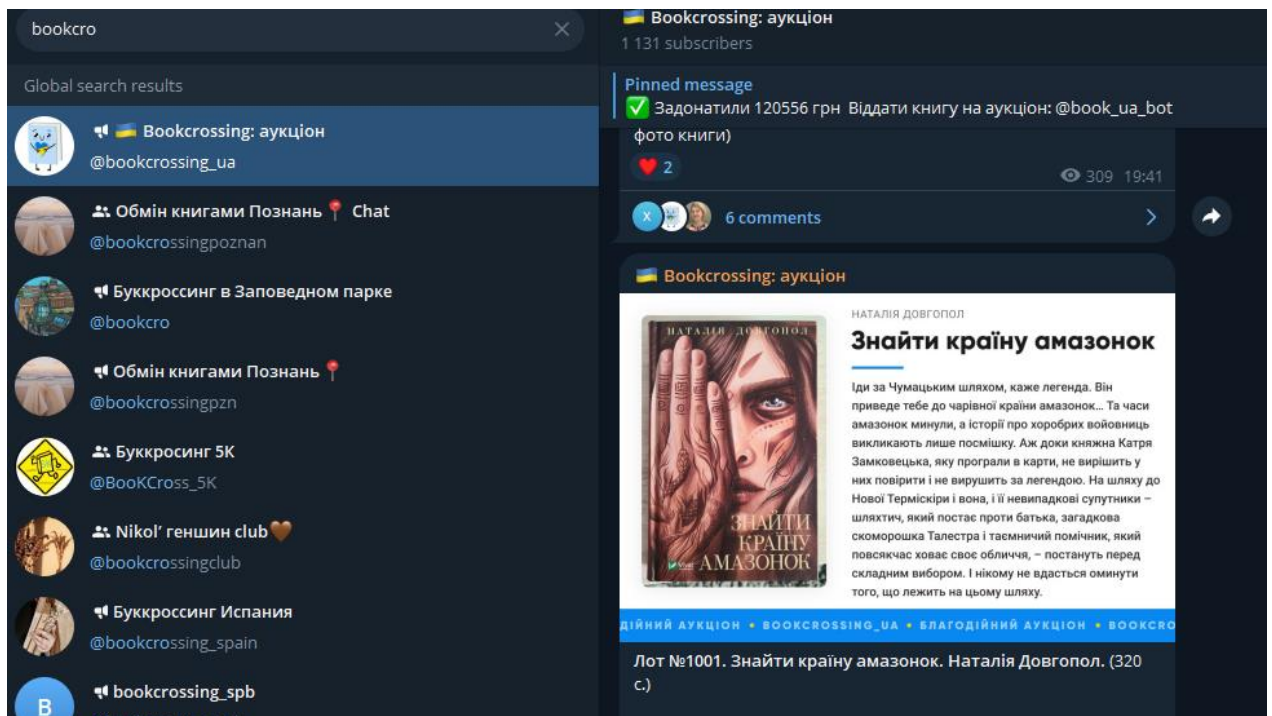 bookcro
Global search results
Bookcrossing: аукціон
@bookcrossing_ua
Обмін книгами Познань Chat
@bookcrossingpoznan
Буккроссинг в Заповедном парке
@bookcro
Обмін книгами Познань
@bookcrossingpzn
Буккросинг 5К
@BooKCross_5K
Nikol’ геншин club
@bookcrossingclub
Буккроссинг Испания
@bookcrossing_spain
B
bookcrossing_spb
Bookcrossing: аукціон
1 131 subscribers
Pinned message
Задонатили 120556 грн Віддати книгу на аукціон: @book_ua_bot
фото книги)
2
309 19:41
X
6 comments
Bookcrossing: аукціон
НАТАЛІЯ ДОВГОПОЛ
ЗНАЙТИ
КРАЇНУ
АМАЗОНОК
НАТАЛІЯ ДОВГОПОЛ
Знайти країну амазонок
Іди за Чумацьким шляхом, каже легенда. Він
приведе тебе до чарівної країни амазонок... Та часи
амазонок минули, а історії про хоробрих войовниць
викликають лише посмішку. Аж доки княжна Катря
Замковецька, яку програли в карти, не вирішить у
них повірити і не вирушить за легендою. На шляху до
Нової Терміскіри і вона, і її невипадкові супутники –
шляхтич, який постає проти батька, загадкова
скоморошка Талестра і таємничий помічник, який
повсякчас ховає своє обличчя, – постануть перед
складним вибором. І нікому не вдасться оминути
того, що лежить на цьому шляху.
ДІЙНИЙ АУКЦІОН • BOOKCROSSING_UA • БЛАГОДІЙНИЙ АУКЦІОН • BOOKCRO
Лот №1001. Знайти країну амазонок. Наталія Довгопол. (320
с.)